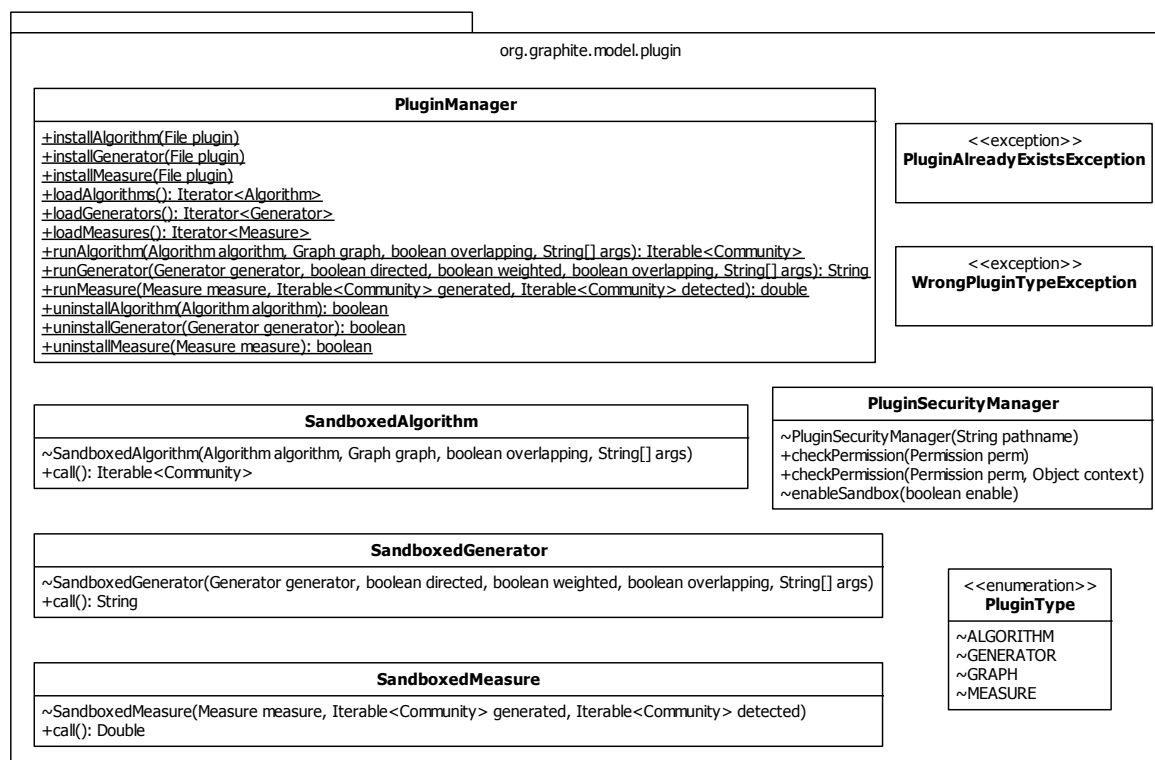 org.graphite.model.plugin
PluginManager
+installAlgorithm(File plugin)
+installGenerator(File plugin)
+installMeasure(File plugin)
+loadAlgorithms(): Iterator<Algorithm>
+loadGenerators(): Iterator<Generator>
+loadMeasures(): Iterator<Measure>
+runAlgorithm(Algorithm algorithm, Graph graph, boolean overlapping, String[] args): Iterable<Community>
+runGenerator(Generator generator, boolean directed, boolean weighted, boolean overlapping, String[] args): String
+runMeasure(Measure measure, Iterable<Community> generated, Iterable<Community> detected): double
+uninstallAlgorithm(Algorithm algorithm): boolean
+uninstallGenerator(Generator generator): boolean
+uninstallMeasure(Measure measure): boolean
<<exception>>
PluginAlreadyExistsException
<<exception>>
WrongPluginTypeException
SandboxedAlgorithm
~SandboxedAlgorithm(Algorithm algorithm, Graph graph, boolean overlapping, String[] args)
+call(): Iterable<Community>
PluginSecurityManager
~PluginSecurityManager(String pathname)
+checkPermission(Permission perm)
+checkPermission(Permission perm, Object context)
~enableSandbox(boolean enable)
SandboxedGenerator
~SandboxedGenerator(Generator generator, boolean directed, boolean weighted, boolean overlapping, String[] args)
+call(): String
<<enumeration>>
PluginType
~ALGORITHM
~GENERATOR
~GRAPH
~MEASURE
SandboxedMeasure
~SandboxedMeasure(Measure measure, Iterable<Community> generated, Iterable<Community> detected)
+call(): Double